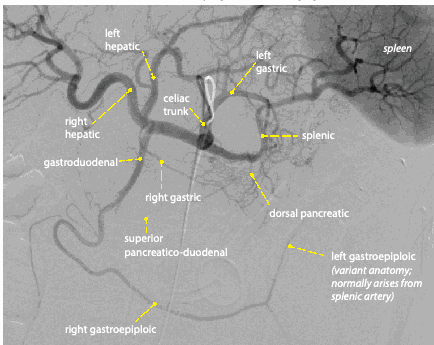 left
hepatic
left
gastric
spleen
celiac
trunk
right
hepatic
splenic
gastroduodenal
right gastric
dorsal pancreatic
superior
pancreatico-duodenal
left gastroepiploic
(variant anatomy;
normally arises from
splenic artery)
right gastroepiploic